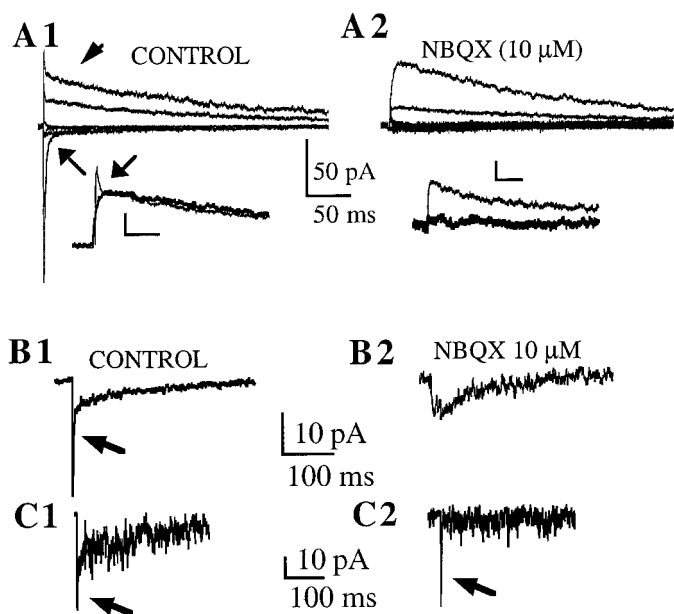 A1
CONTROL
A2
NBQX (10 µM)
50 pA
50 ms
B1
CONTROL
B2
NBQX 10 µM
10 pA
100 ms
C1
C2
10 pA
100 ms